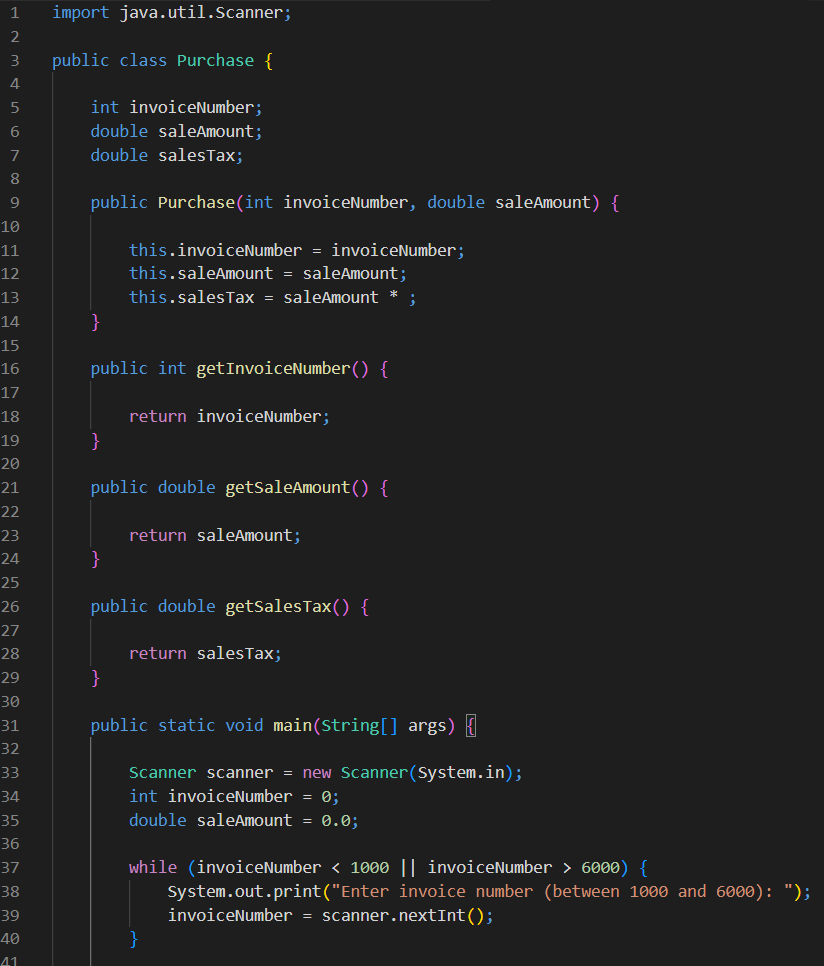 1 import java.util.Scanner;
2
3 public class Purchase {
4
5     int invoiceNumber;
6     double saleAmount;
7     double salesTax;
8
9     public Purchase(int invoiceNumber, double saleAmount) {
10
11         this.invoiceNumber = invoiceNumber;
12         this.saleAmount = saleAmount;
13         this.salesTax = saleAmount * ;
14     }
15
16     public int getInvoiceNumber() {
17
18         return invoiceNumber;
19     }
20
21     public double getSaleAmount() {
22
23         return saleAmount;
24     }
25
26     public double getSalesTax() {
27
28         return salesTax;
29     }
30
31     public static void main(String[] args) {
32
33         Scanner scanner = new Scanner(System.in);
34         int invoiceNumber = 0;
35         double saleAmount = 0.0;
36
37         while (invoiceNumber < 1000 || invoiceNumber > 6000) {
38             System.out.print("Enter invoice number (between 1000 and 6000): ");
39             invoiceNumber = scanner.nextInt();
40         }
41